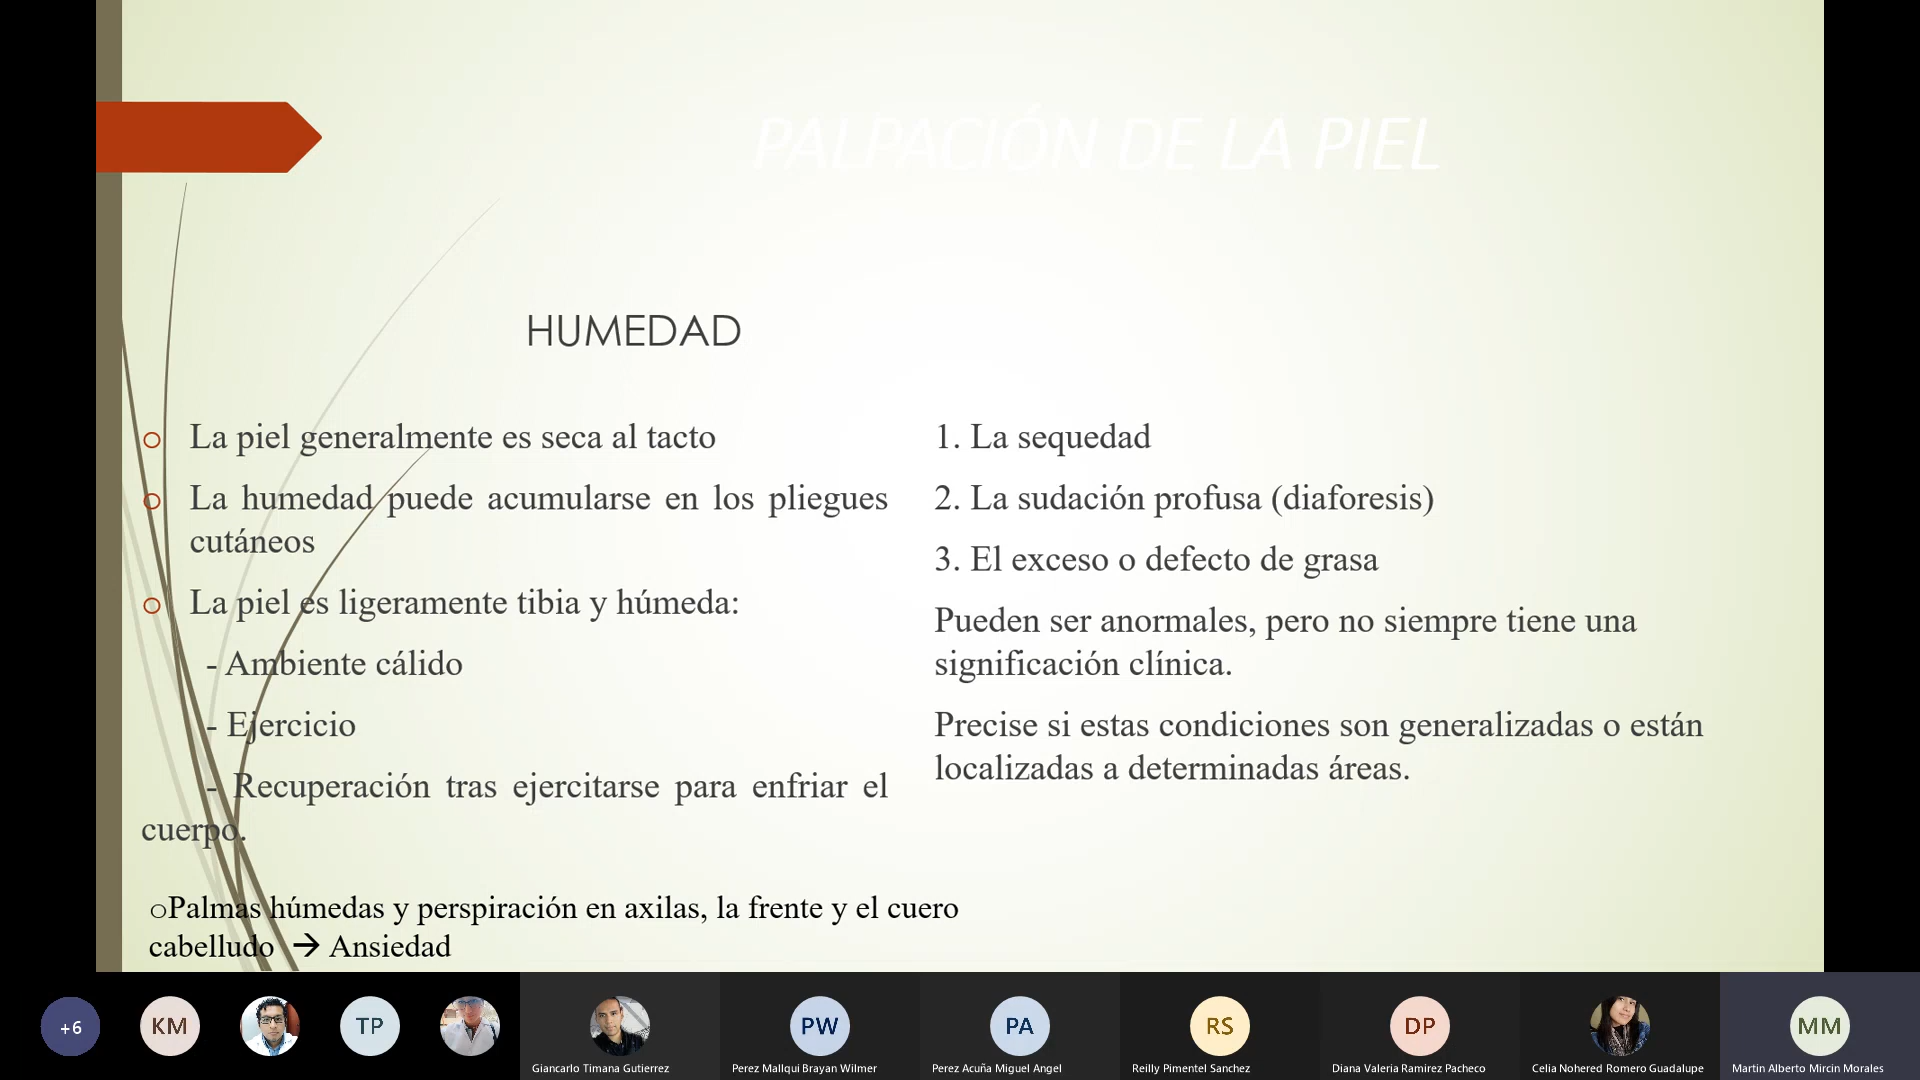 PALPACIÓN DE LA PIEL
HUMEDAD
o La piel generalmente es seca al tacto
o La humedad puede acumularse en los pliegues
cutáneos
o La piel es ligeramente tibia y húmeda:
- Ambiente cálido
- Ejercicio
- Recuperación tras ejercitarse para enfriar el
cuerpo.
oPalmas húmedas y perspiración en axilas, la frente y el cuero
cabelludo → Ansiedad
1. La sequedad
2. La sudación profusa (diaforesis)
3. El exceso o defecto de grasa
Pueden ser anormales, pero no siempre tiene una
significación clínica.
Precise si estas condiciones son generalizadas o están
localizadas a determinadas áreas.
+6
KM
TP
PW
PA
RS
DP
MM
Giancarlo Timana Gutierrez
Perez Mallqui Brayan Wilmer
Perez Acuña Miguel Angel
Reilly Pimentel Sanchez
Diana Valeria Ramirez Pacheco
Celia Nohered Romero Guadalupe
Martin Alberto Mircin Morales